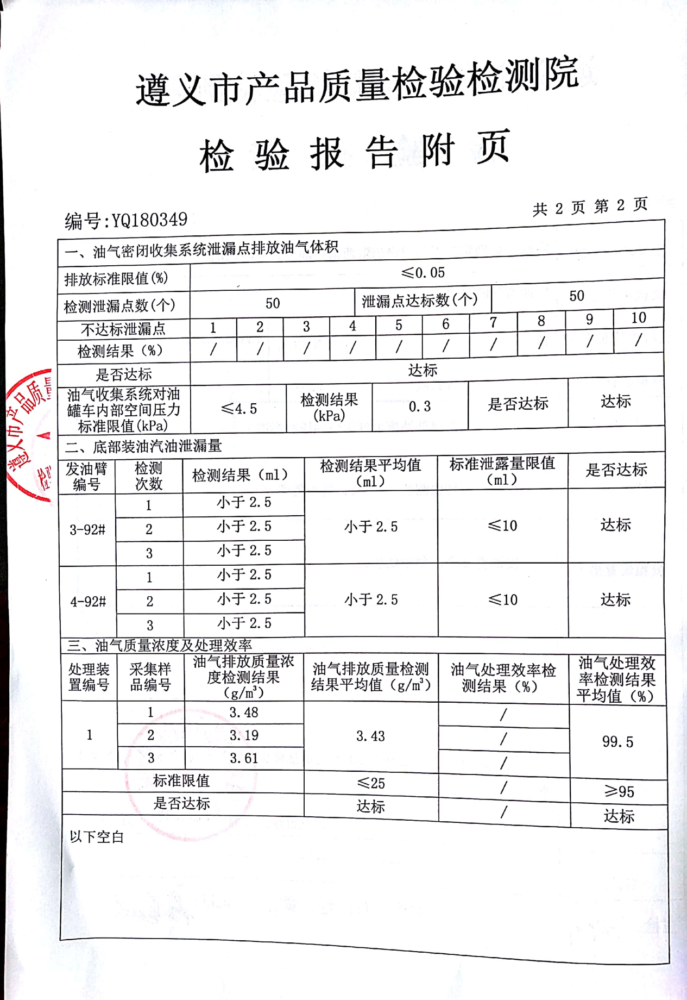 遵义市产品质量检验检测院
检验报告附页
编号:YQ180349
共 2 页 第 2 页
一、油气密闭收集系统泄漏点排放油气体积
排放标准限值(%) ≤0.05
检测泄漏点数(个) 50 泄漏点达标数(个) 50
不达标泄漏点 1 2 3 4 5 6 7 8 9 10
检测结果（%） / / / / / / / / / /
是否达标 达标
油气收集系统对油
罐车内部空间压力
标准限值(kPa)
≤4.5
检测结果
(kPa)
0.3
是否达标
达标
二、底部装油汽油泄漏量
发油臂
编号
检测
次数
检测结果（ml）
检测结果平均值
（ml）
标准泄露量限值
（ml）
是否达标
3-92#
1 小于 2.5
2 小于 2.5
3 小于 2.5
小于 2.5
≤10
达标
4-92#
1 小于 2.5
2 小于 2.5
3 小于 2.5
小于 2.5
≤10
达标
三、油气质量浓度及处理效率
处理装
置编号
采集样
品编号
油气排放质量浓
度检测结果
（g/m³）
油气排放质量检测
结果平均值（g/m³）
油气处理效率检
测结果（%）
油气处理效
率检测结果
平均值（%）
1
1 3.48 /
2 3.19 /
3 3.61 /
3.43
99.5
标准限值 ≤25 / ≥95
是否达标 达标 / 达标
以下空白
遵义市产品质量